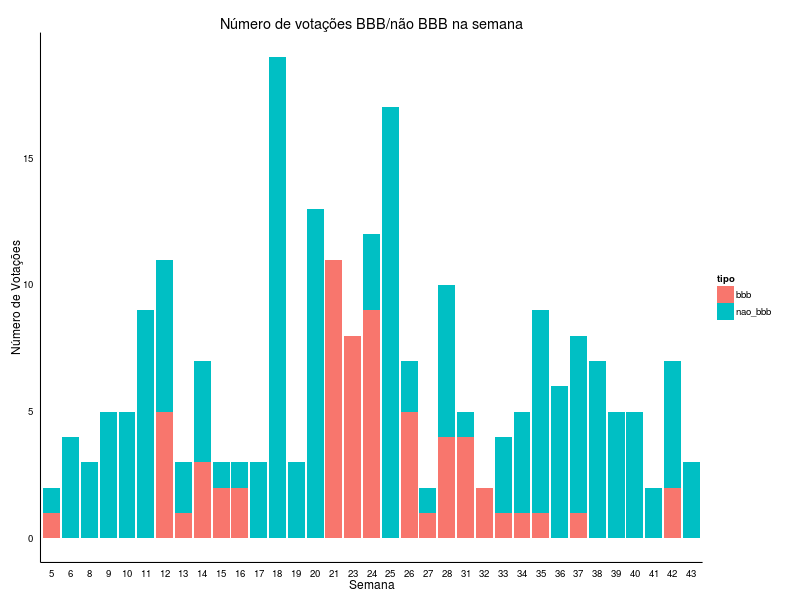 Número de votações BBB/não BBB na semana
Número de Votações
15
10
5
0
5 6 8 9 10 11 12 13 14 15 16 17 18 19 20 21 23 24 25 26 27 28 31 32 33 34 35 36 37 38 39 40 41 42 43
Semana
tipo
bbb
nao_bbb